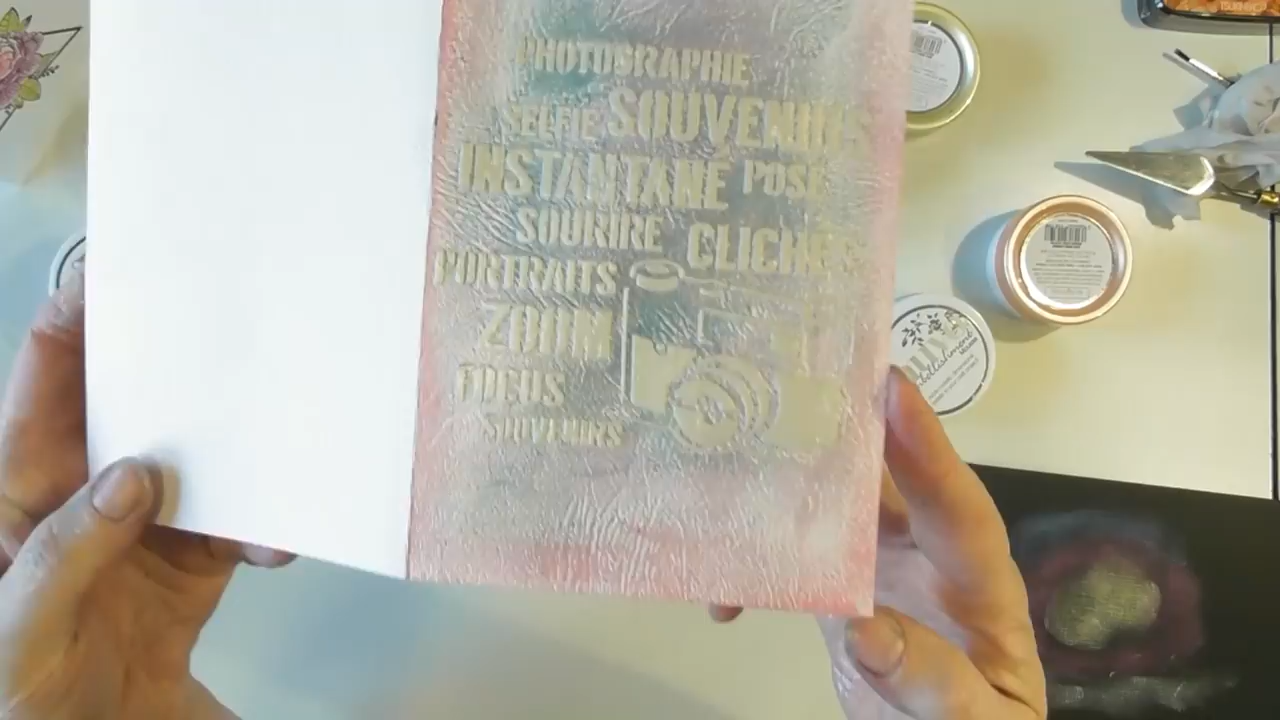 PHOTOGRAPHIE
SELFIE SOUVENIRS
INSTANTANÉ POSE
SOURIRE CLICHÉS
PORTRAITS
ZOOM
FOCUS
SOUVENIRS